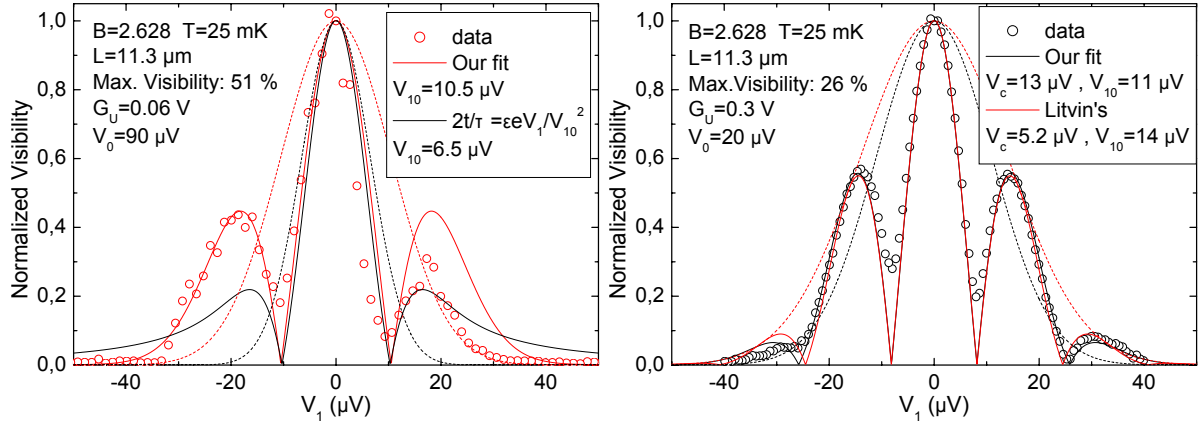 B=2.628 T=25 mK
L=11.3 µm
Max.Visibility: 51 %
G_U=0.06 V
V_0=90 µV
data
Our fit
V_10=10.5 µV
2t/τ =εeV_1/V_10^2
V_10=6.5 µV
Normalized Visibility
1,0
0,8
0,6
0,4
0,2
0,0
-40 -20 0 20 40
V_1 (µV)
B=2.628 T=25 mK
L=11.3 µm
Max.Visibility: 26 %
G_U=0.3 V
V_0=20 µV
data
Our fit
V_c=13 µV , V_10=11 µV
Litvin's
V_c=5.2 µV , V_10=14 µV
Normalized Visibility
1,0
0,8
0,6
0,4
0,2
0,0
-40 -20 0 20 40
V_1 (µV)